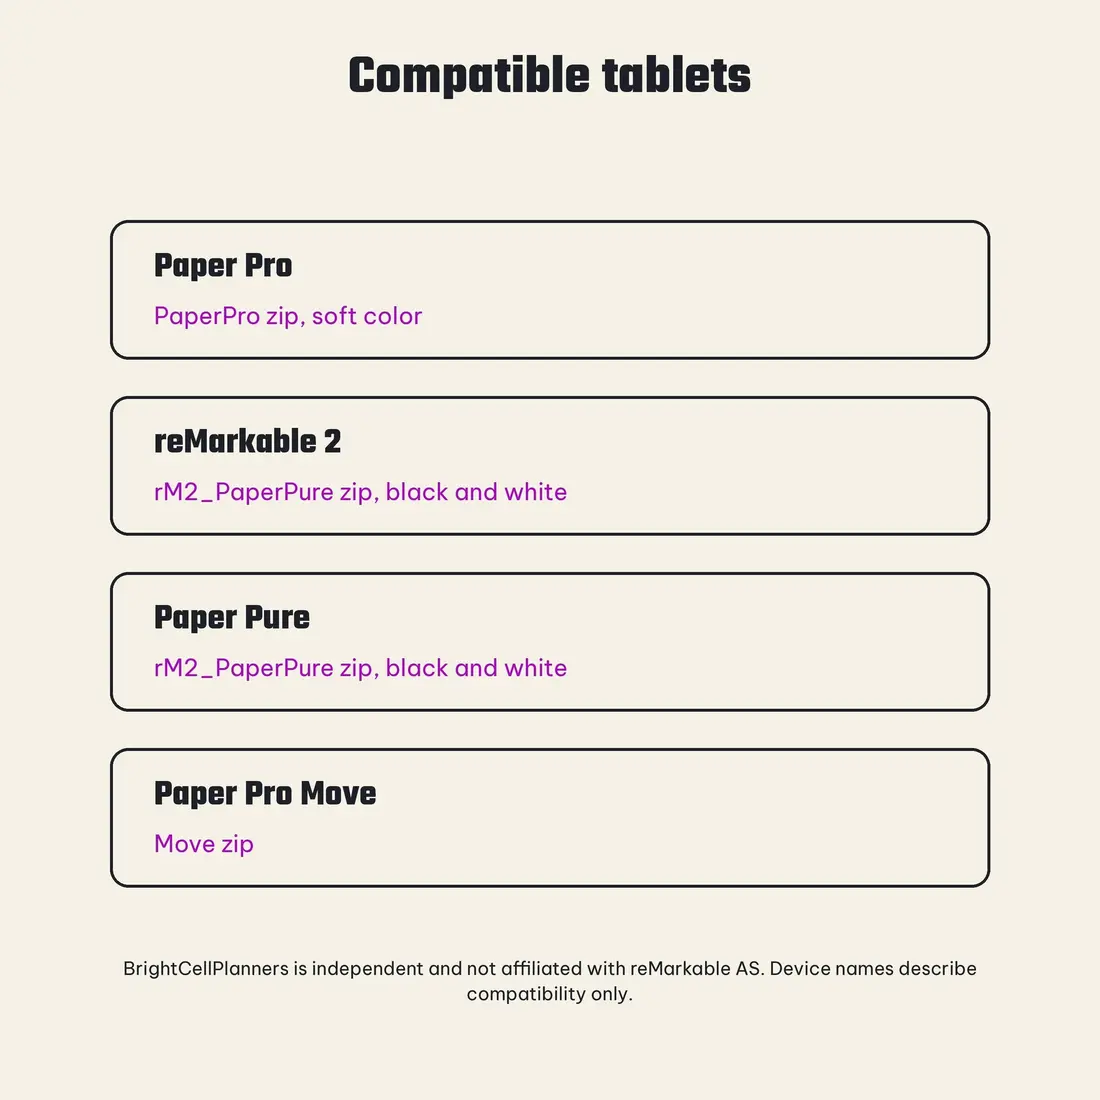 Compatible tablets
Paper Pro
PaperPro zip, soft color
reMarkable 2
rM2_PaperPure zip, black and white
Paper Pure
rM2_PaperPure zip, black and white
Paper Pro Move
Move zip
BrightCellPlanners is independent and not affiliated with reMarkable AS. Device names describe
compatibility only.